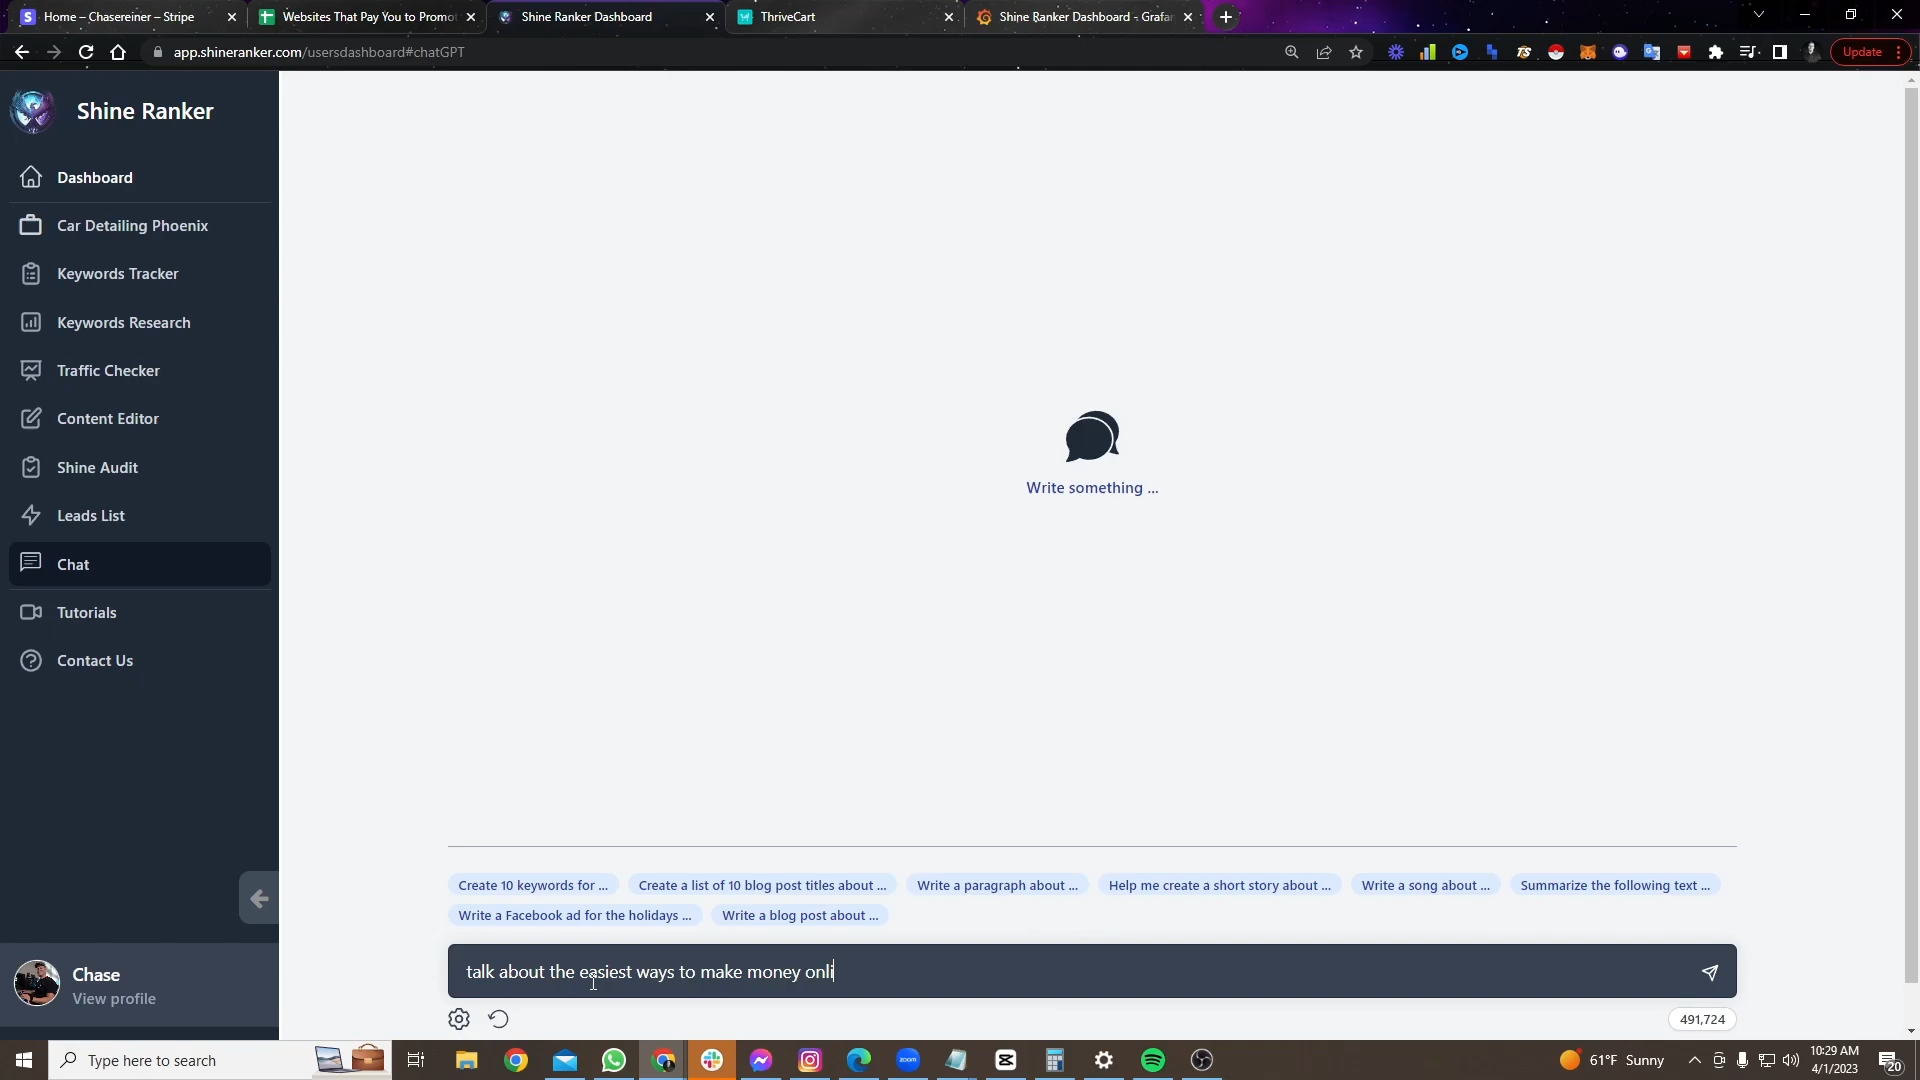 Home – Chasereiner – Stripe
Websites That Pay You to Promot
Shine Ranker Dashboard
ThriveCart
Shine Ranker Dashboard - Grafan
app.shineranker.com/usersdashboard#chatGPT
Update
Shine Ranker
Dashboard
Car Detailing Phoenix
Keywords Tracker
Keywords Research
Traffic Checker
Content Editor
Shine Audit
Leads List
Chat
Tutorials
Contact Us
Chase
View profile
Write something ...
Create 10 keywords for ...
Create a list of 10 blog post titles about ...
Write a paragraph about ...
Help me create a short story about ...
Write a song about ...
Summarize the following text ...
Write a Facebook ad for the holidays ...
Write a blog post about ...
talk about the easiest ways to make money onli
491,724
Type here to search
zoom
61°F Sunny
10:29 AM
4/1/2023
20